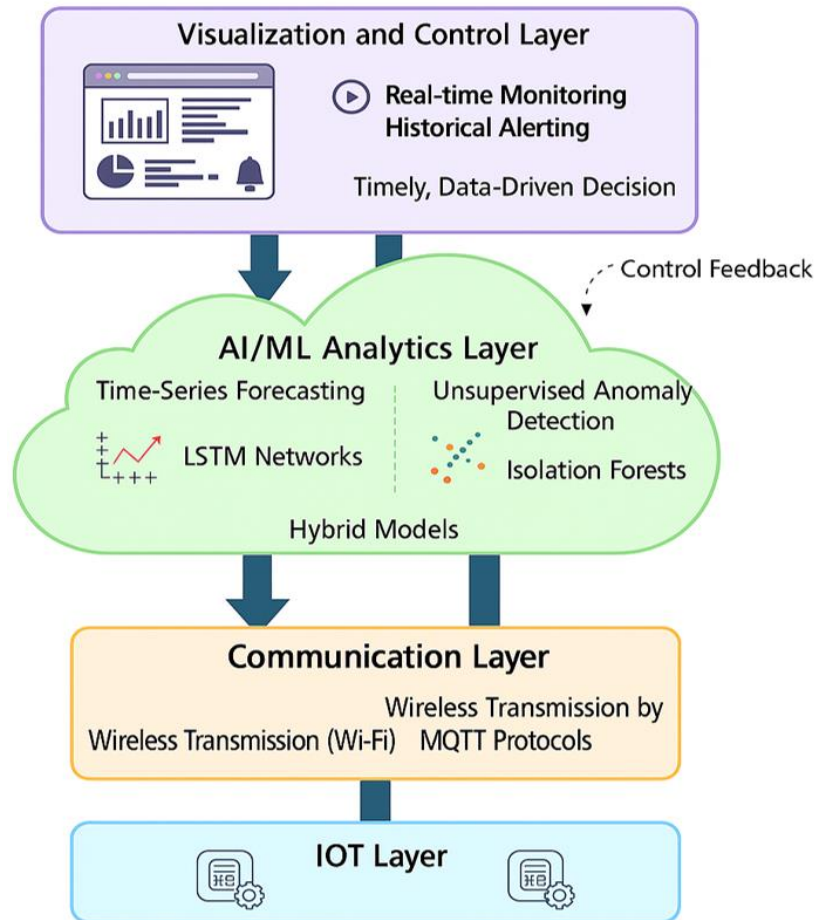 Visualization and Control Layer
Real-time Monitoring
Historical Alerting
Timely, Data-Driven Decision
Control Feedback
AI/ML Analytics Layer
Time-Series Forecasting
LSTM Networks
Unsupervised Anomaly
Detection
Isolation Forests
Hybrid Models
Communication Layer
Wireless Transmission (Wi-Fi)
Wireless Transmission by
MQTT Protocols
IOT Layer